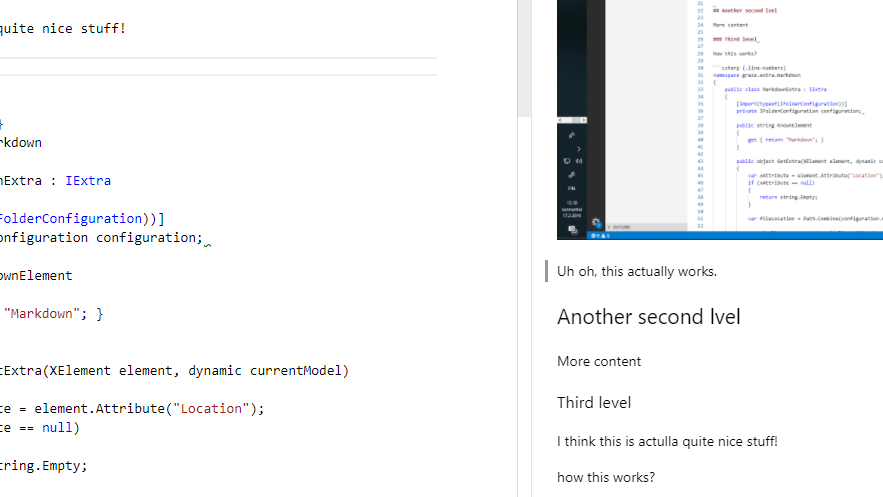 quite nice stuff!
}
rkdown
nExtra : IExtra
FolderConfiguration))]
onfiguration configuration;
ownElement
"Markdown"; }
tExtra(XElement element, dynamic currentModel)
te = element.Attribute("Location");
te == null)
tring.Empty;
## Another second lvel
More content
### Third level
how this works?
```csharp {.line-numbers}
namespace graze.extra.markdown
{
public class MarkdownExtra : IExtra
{
[Import(typeof(IFolderConfiguration))]
private IFolderConfiguration configuration;
public string KnownElement
{
get { return "Markdown"; }
}
public object GetExtra(XElement element, dynamic c
{
var xAttribute = element.Attribute("Location");
if (xAttribute == null)
{
return string.Empty;
}
var fileLocation = Path.Combine(configuration.
OUTLINE
Uh oh, this actually works.
Another second lvel
More content
Third level
I think this is actulla quite nice stuff!
how this works?